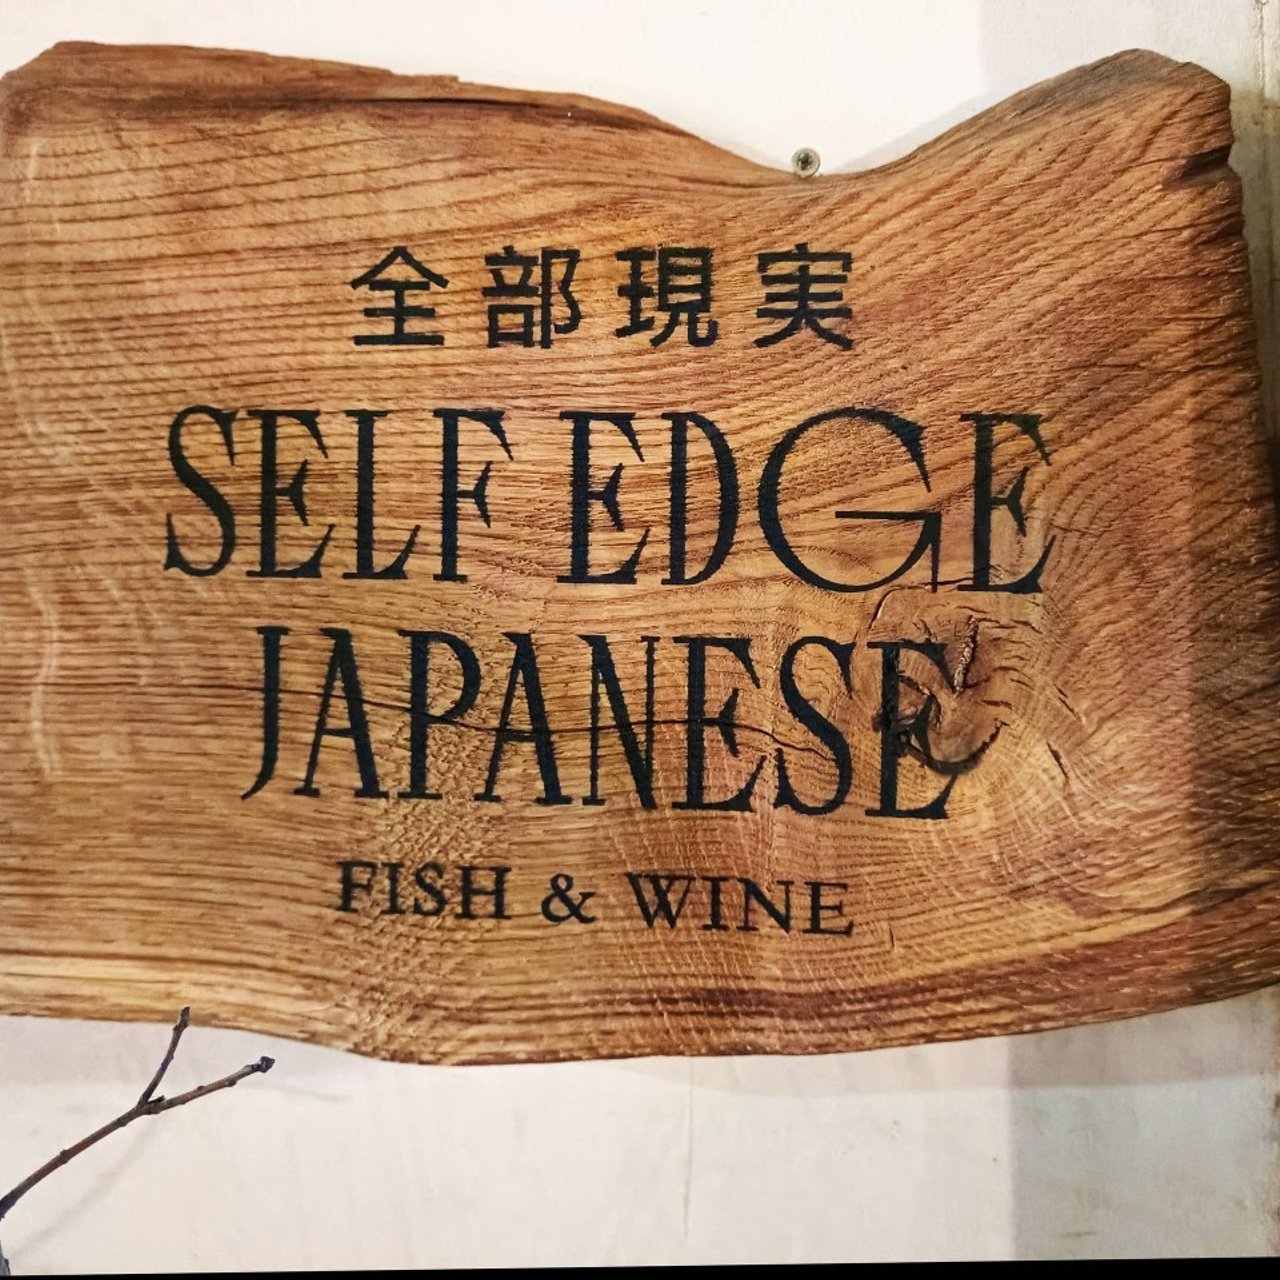 全部現実
SELF EDGE
JAPANESE
FISH & WINE